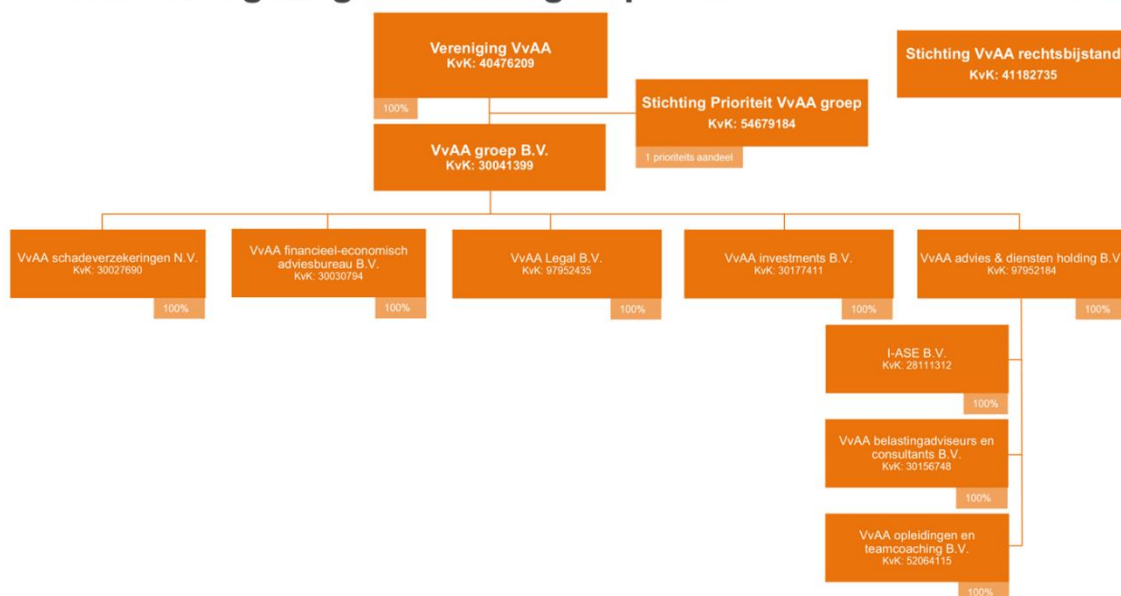 Vereniging VvAA
KvK: 40476209
100%
Stichting VvAA rechtsbijstand
KvK: 41182735
Stichting Prioriteit VvAA groep
KvK: 54679184
1 prioriteits aandeel
VvAA groep B.V.
KvK: 30041399
VvAA schadeverzekeringen N.V.
KvK: 30027690
100%
VvAA financieel-economisch
adviesbureau B.V.
KvK: 30030794
100%
VvAA Legal B.V.
KvK: 97952435
100%
VvAA investments B.V.
KvK: 30177411
100%
VvAA advies & diensten holding B.V.
KvK: 97952184
100%
I-ASE B.V.
KvK: 28111312
100%
VvAA belastingadviseurs en
consultants B.V.
KvK: 30156748
100%
VvAA opleidingen en
teamcoaching B.V.
KvK: 52064115
100%